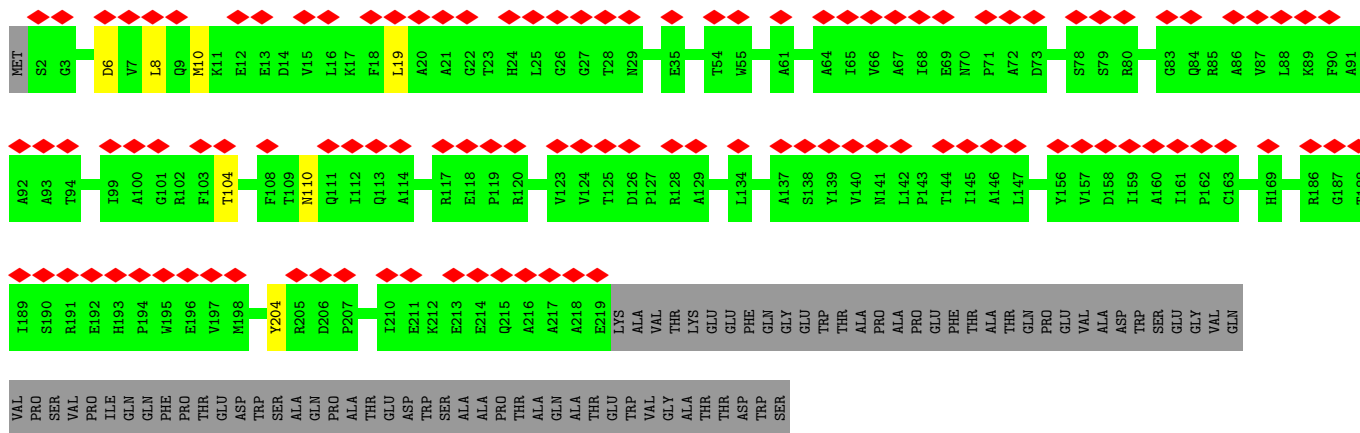 MET S2 G3 D6 V7 L8 Q9 M10 K11 E12 E13 D14 V15 L16 K17 F18 L19 A20 A21 G22 T23 H24 L25 G26 G27 T28 N29 E35 T54 W55 A61 A64 I65 V66 A67 I68 E69 N70 P71 A72 D73 S78 S79 R80 G83 Q84 R85 A86 V87 L88 K89 F90 A91
A92 A93 T94 I99 A100 G101 R102 F103 T104 F108 T109 N110 Q111 I112 Q113 A114 R117 E118 P119 R120 V123 V124 T125 D126 P127 R128 A129 L134 A137 S138 Y139 V140 N141 L142 P143 T144 I145 A146 L147 Y156 V157 D158 I159 A160 I161 P162 C163 H169 R186 G187
I189 S190 R191 E192 H193 P194 W195 E196 V197 M198 Y204 R205 D206 P207 I210 E211 K212 E213 E214 Q215 A216 A217 A218 E219 LYS ALA VAL THR LYS GLU GLU PHE GLN GLY GLU TRP THR ALA PRO ALA PRO GLU PHE THR ALA THR GLN PRO GLU VAL ALA ASP TRP SER GLU GLY VAL GLN
VAL PRO SER VAL PRO ILE GLN GLN PHE PRO THR GLU ASP TRP SER ALA GLN PRO ALA THR GLU ASP TRP SER ALA ALA PRO THR ALA GLN ALA THR GLU TRP VAL GLY ALA THR THR ASP TRP SER